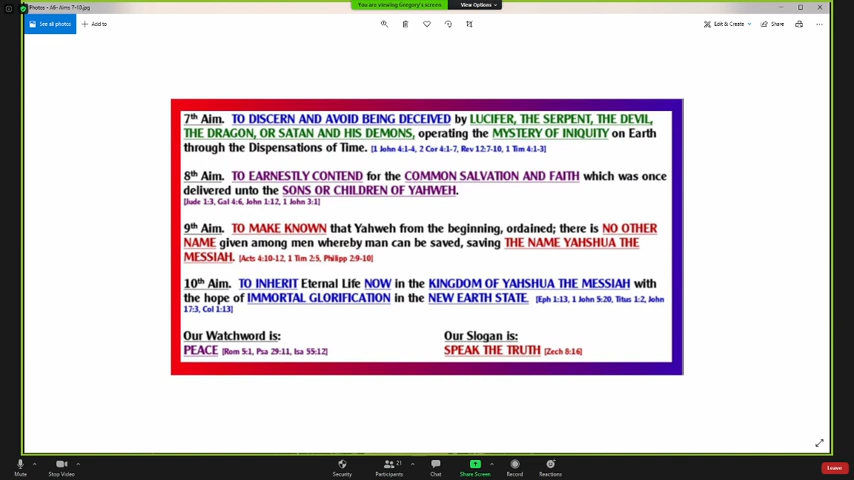 Photos - A6- Aims 7-10.jpg
You are viewing Gregory's screen
View Options
See all photos
Add to
Edit & Create
Share
7th Aim. TO DISCERN AND AVOID BEING DECEIVED by LUCIFER, THE SERPENT, THE DEVIL,
THE DRAGON, OR SATAN AND HIS DEMONS, operating the MYSTERY OF INIQUITY on Earth
through the Dispensations of Time. [1 John 4:1-4, 2 Cor 4:1-7, Rev 12:7-10, 1 Tim 4:1-3]
8th Aim. TO EARNESTLY CONTEND for the COMMON SALVATION AND FAITH which was once
delivered unto the SONS OR CHILDREN OF YAHWEH.
[Jude 1:3, Gal 4:6, John 1:12, 1 John 3:1]
9th Aim. TO MAKE KNOWN that Yahweh from the beginning, ordained; there is NO OTHER
NAME given among men whereby man can be saved, saving THE NAME YAHSHUA THE
MESSIAH. [Acts 4:10-12, 1 Tim 2:5, Philipp 2:9-10]
10th Aim. TO INHERIT Eternal Life NOW in the KINGDOM OF YAHSHUA THE MESSIAH with
the hope of IMMORTAL GLORIFICATION in the NEW EARTH STATE. [Eph 1:13, 1 John 5:20, Titus 1:2, John
17:3, Col 1:13]
Our Watchword is:
PEACE [Rom 5:1, Psa 29:11, Isa 55:12]
Our Slogan is:
SPEAK THE TRUTH [Zech 8:16]
Mute
Stop Video
Security
Participants
21
Chat
Share Screen
Record
Reactions
Leave